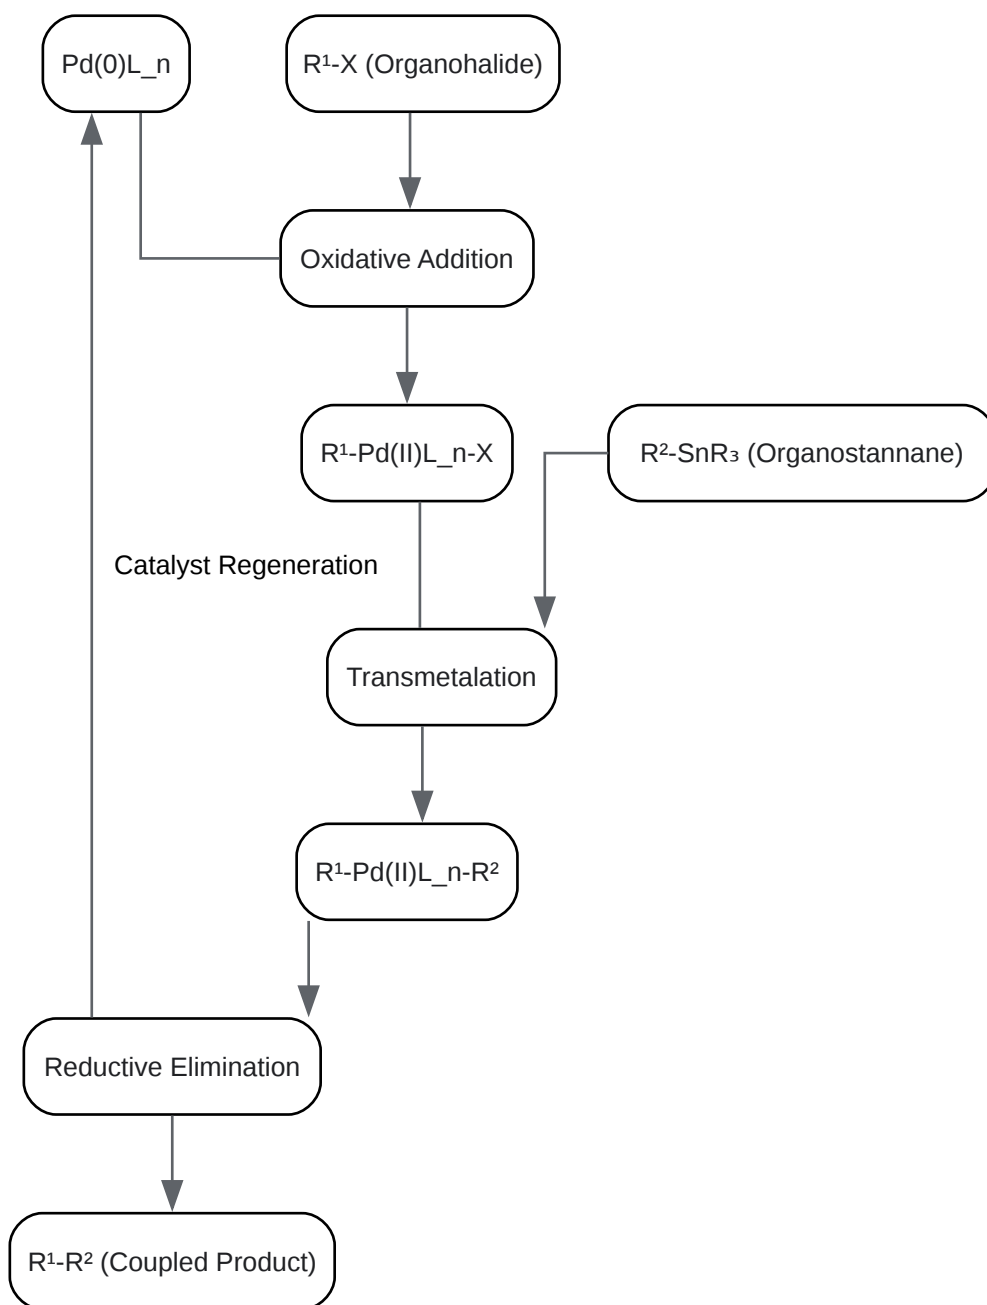 Pd(0)L_n
R¹-X (Organohalide)
Oxidative Addition
R¹-Pd(II)L_n-X
R²-SnR₃ (Organostannane)
Catalyst Regeneration
Transmetalation
R¹-Pd(II)L_n-R²
Reductive Elimination
R¹-R² (Coupled Product)